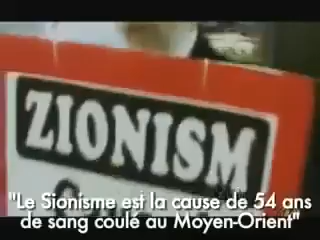 ZIONISM
"Le Sionisme est la cause de 54 ans
de sang coulé au Moyen-Orient"